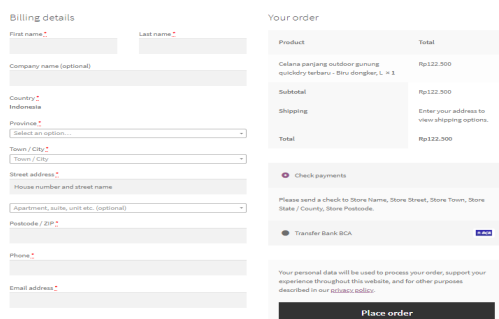 Billing details
First name *
Last name *
Company name (optional)
Country *
Indonesia
Province *
Select an option...
Town / City *
Town / City
Street address *
House number and street name
Apartment, suite, unit etc. (optional)
Postcode / ZIP *
Phone *
Email address *
Your order
Product Total
Celana panjang outdoor gunung Rp122.500
quickdry terbaru - Biru dongker, L × 1
Subtotal Rp122.500
Shipping Enter your address to
view shipping options.
Total Rp122.500
Check payments
Please send a check to Store Name, Store Street, Store Town, Store
State / County, Store Postcode.
Transfer Bank BCA
Your personal data will be used to process your order, support your
experience throughout this website, and for other purposes
described in our privacy policy.
Place order